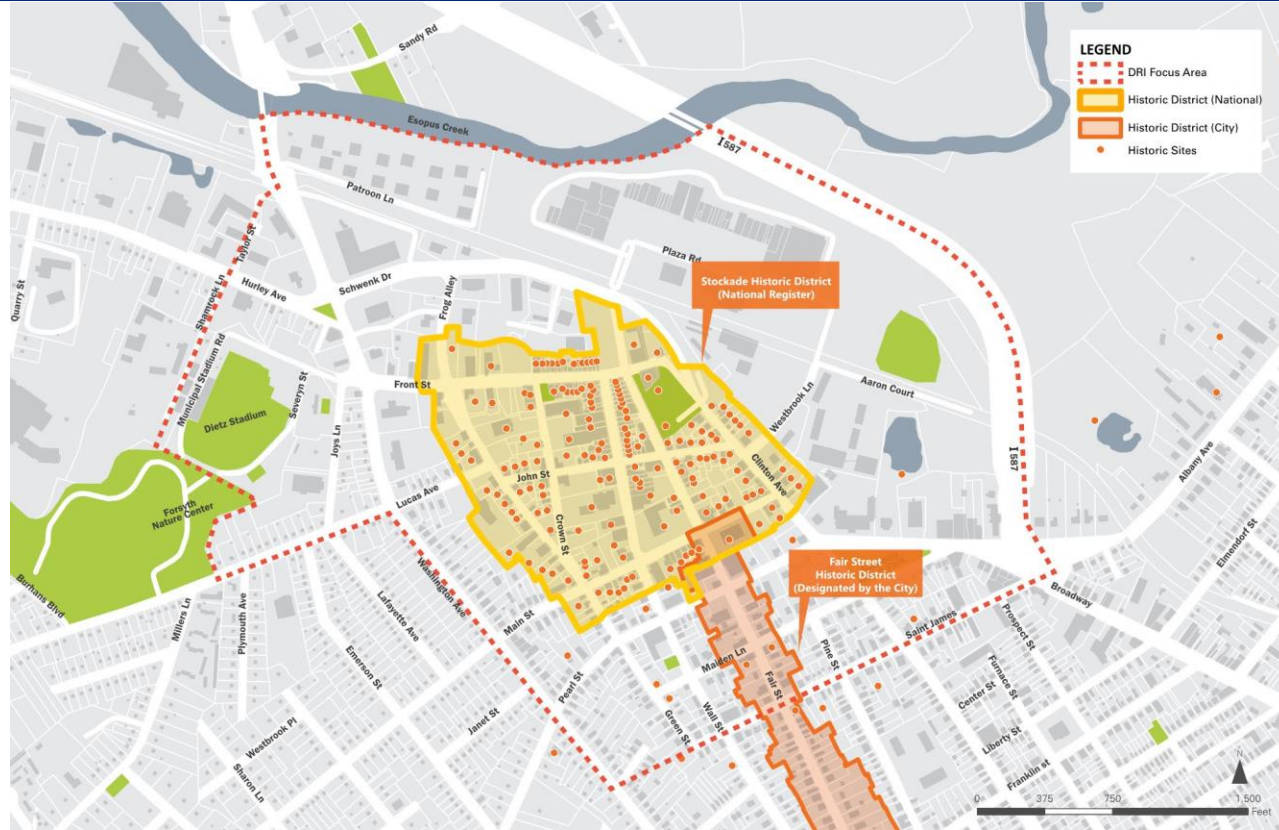 LEGEND
DRI Focus Area
Historic District (National)
Historic District (City)
Historic Sites
Sandy Rd
Esopus Creek
I 587
Patroon Ln
Taylor St
Plaza Rd
Stockade Historic District
(National Register)
Quarry St
Hurley Ave
Schwenk Dr
Frog Alley
Shamrock Ln
Municipal Stadium Rd
Severyn St
Front St
Aaron Court
Westbrook Ln
Dietz Stadium
Joys Ln
I 587
Albany Ave
Clinton Ave
John St
Lucas Ave
Crown St
Elmendorf St
Forsyth
Nature Center
Fair Street
Historic District
(Designated by the City)
Burhans Blvd
Washington Ave
Broadway
Millers Ln
Plymouth Ave
Lafayette Ave
Main St
Saint James
Prospect St
Pine St
Maiden Ln
Emerson St
Pearl St
Fair St
Furnace St
Center St
Wall St
Green St
Janet St
Westbrook Pl
Liberty St
Sharon Ln
Franklin st
N
0 375 750 1,500
Feet